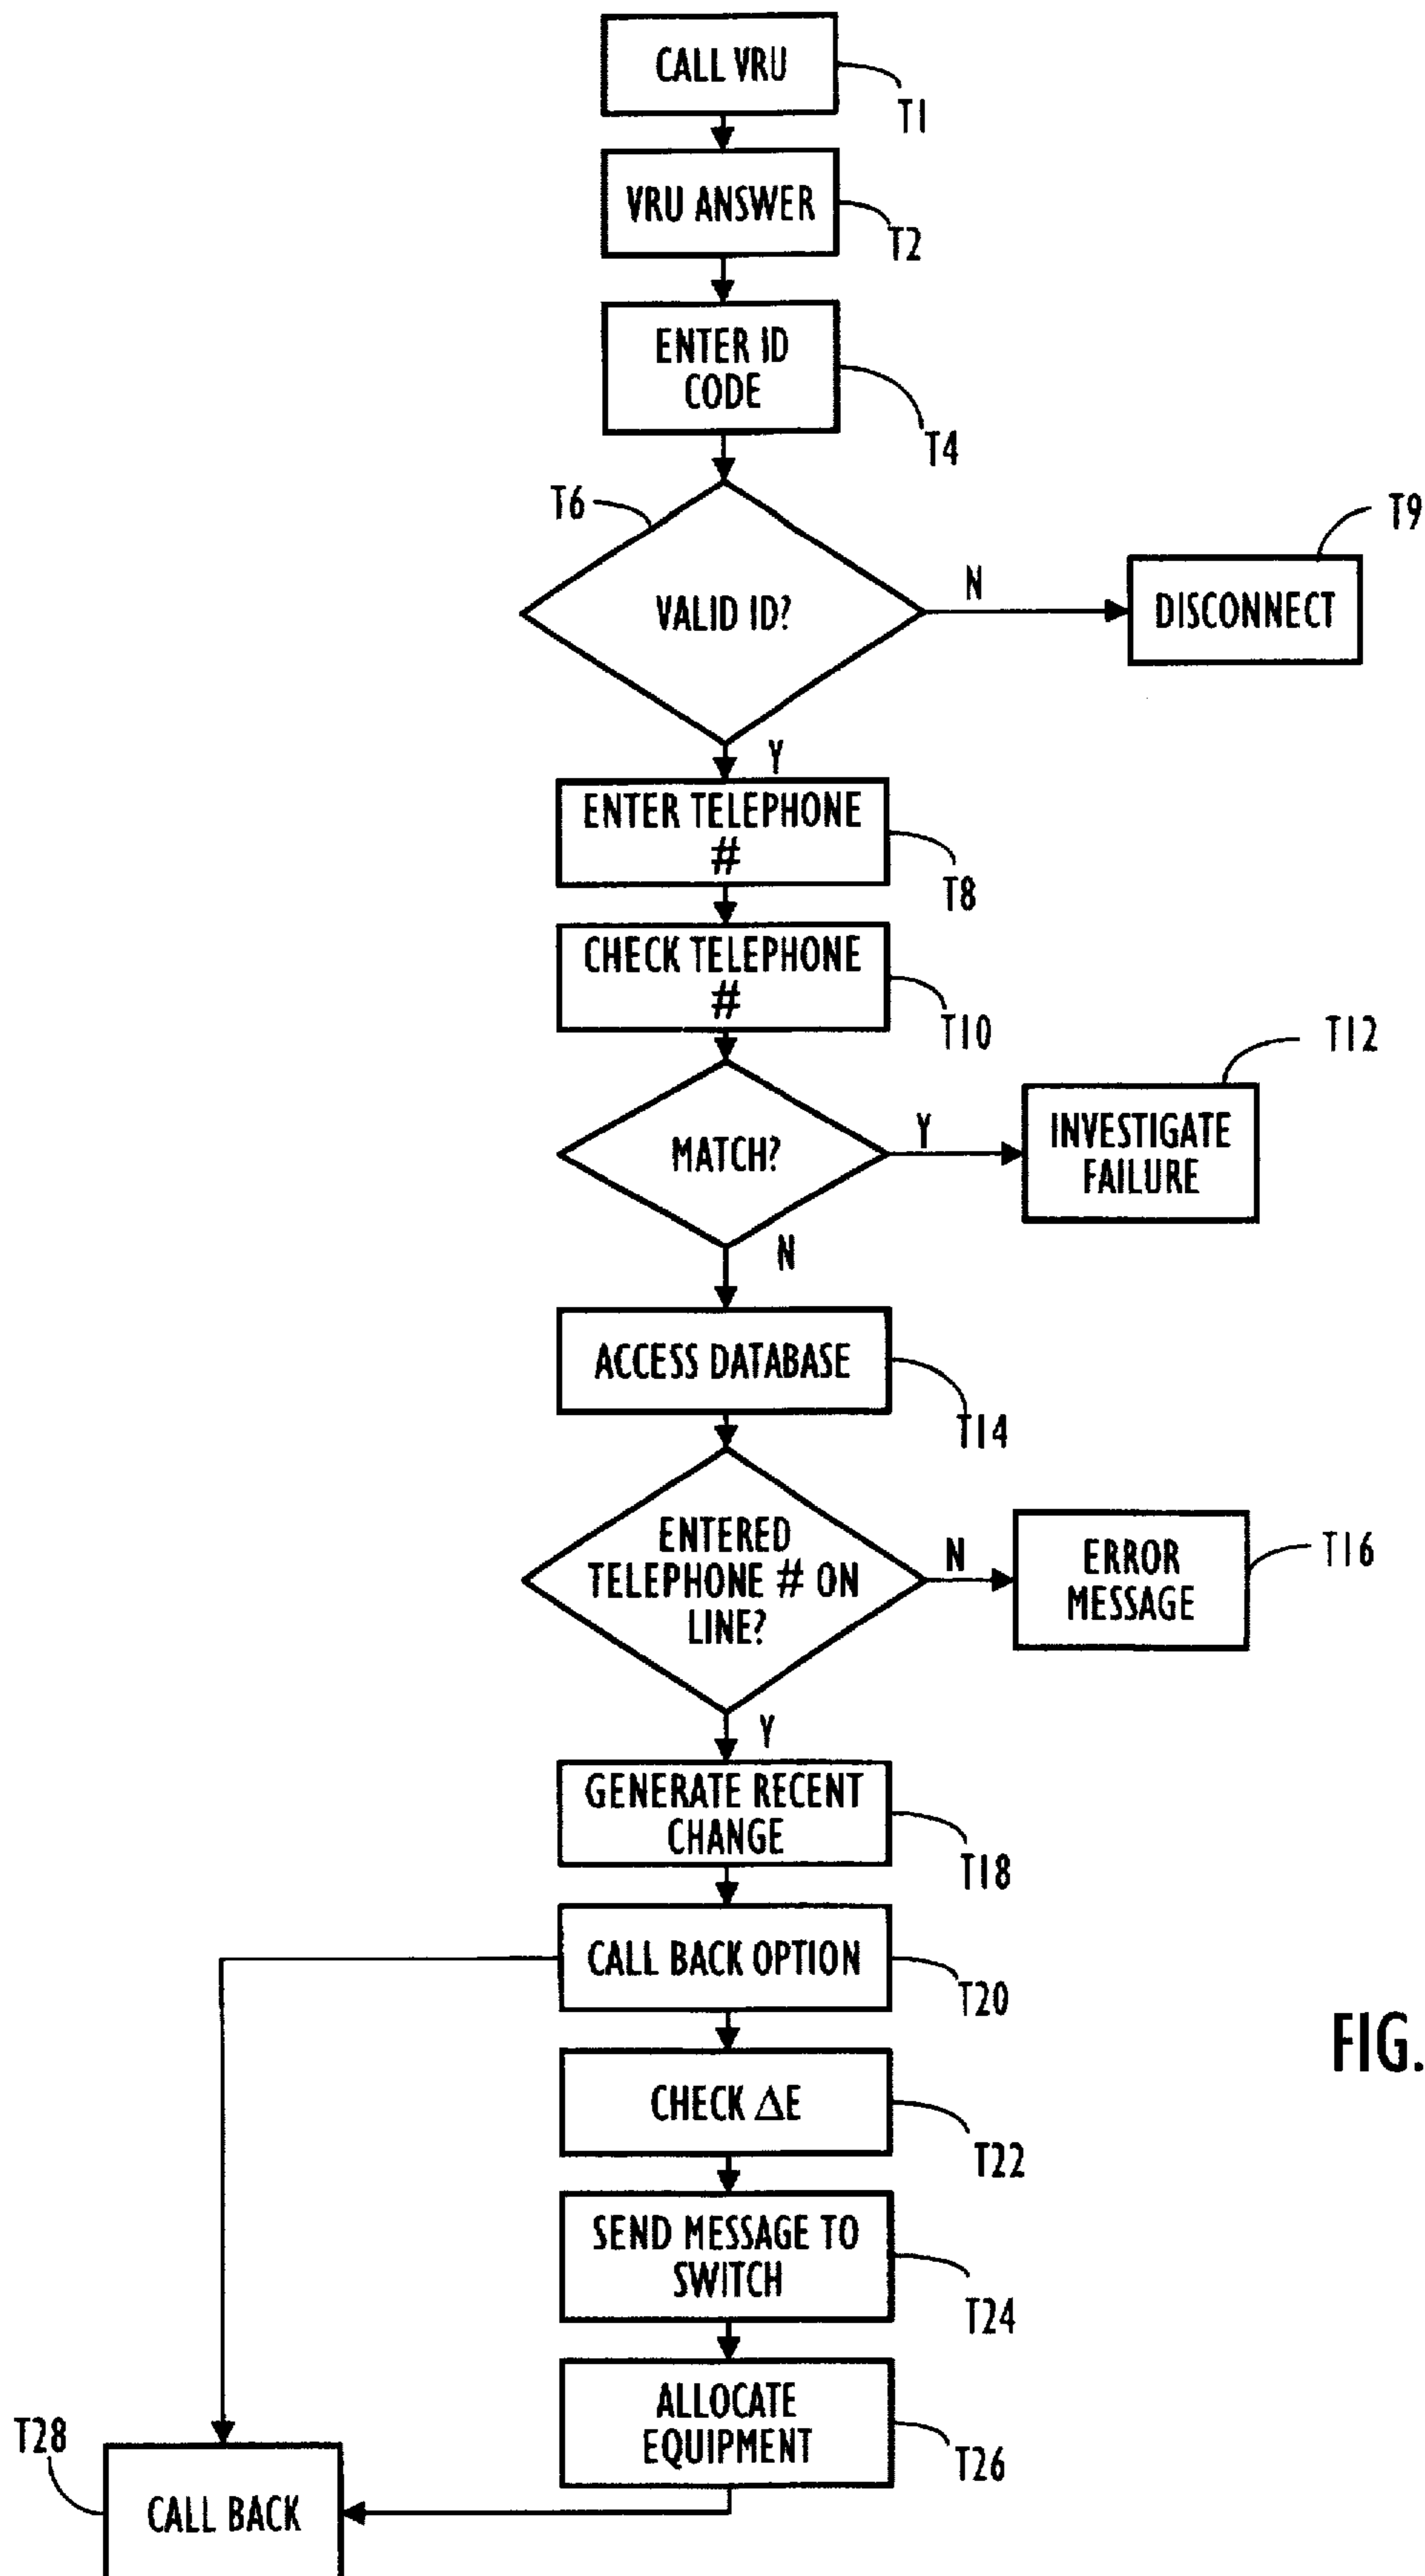 CALL VRU
T1
VRU ANSWER
T2
ENTER ID
CODE
T4
T6
VALID ID?
N
T9
DISCONNECT
Y
ENTER TELEPHONE
#
T8
CHECK TELEPHONE
#
T10
MATCH?
Y
T12
INVESTIGATE
FAILURE
N
ACCESS DATABASE
T14
ENTERED
TELEPHONE # ON
LINE?
N
ERROR
MESSAGE
T16
Y
GENERATE RECENT
CHANGE
T18
CALL BACK OPTION
T20
FIG.
CHECK ΔE
T22
SEND MESSAGE TO
SWITCH
T24
ALLOCATE
EQUIPMENT
T26
T28
CALL BACK